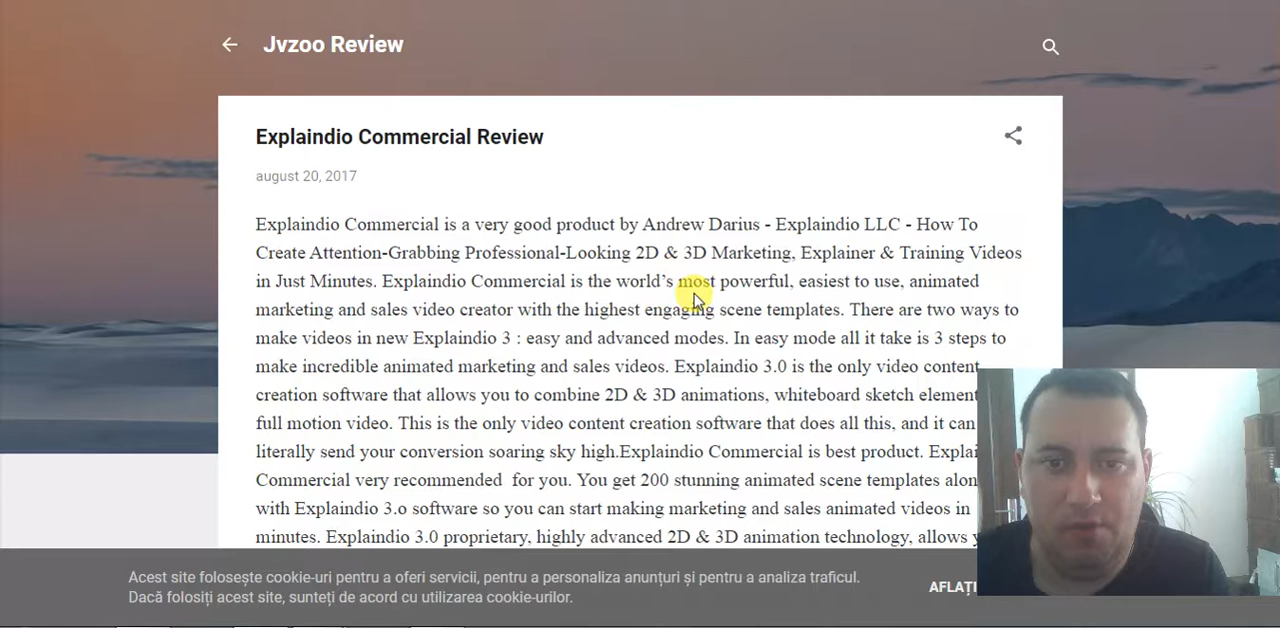 Jvzoo Review
Explaindio Commercial Review
august 20, 2017
Explaindio Commercial is a very good product by Andrew Darius - Explaindio LLC - How To
Create Attention-Grabbing Professional-Looking 2D & 3D Marketing, Explainer & Training Videos
in Just Minutes. Explaindio Commercial is the world’s most powerful, easiest to use, animated
marketing and sales video creator with the highest engaging scene templates. There are two ways to
make videos in new Explaindio 3 : easy and advanced modes. In easy mode all it take is 3 steps to
make incredible animated marketing and sales videos. Explaindio 3.0 is the only video content
creation software that allows you to combine 2D & 3D animations, whiteboard sketch element
full motion video. This is the only video content creation software that does all this, and it can
literally send your conversion soaring sky high.Explaindio Commercial is best product. Explai
Commercial very recommended for you. You get 200 stunning animated scene templates alon
with Explaindio 3.o software so you can start making marketing and sales animated videos in
minutes. Explaindio 3.0 proprietary, highly advanced 2D & 3D animation technology, allows y
Acest site folosește cookie-uri pentru a oferi servicii, pentru a personaliza anunțuri și pentru a analiza traficul.
Dacă folosiți acest site, sunteți de acord cu utilizarea cookie-urilor.
AFLAȚI